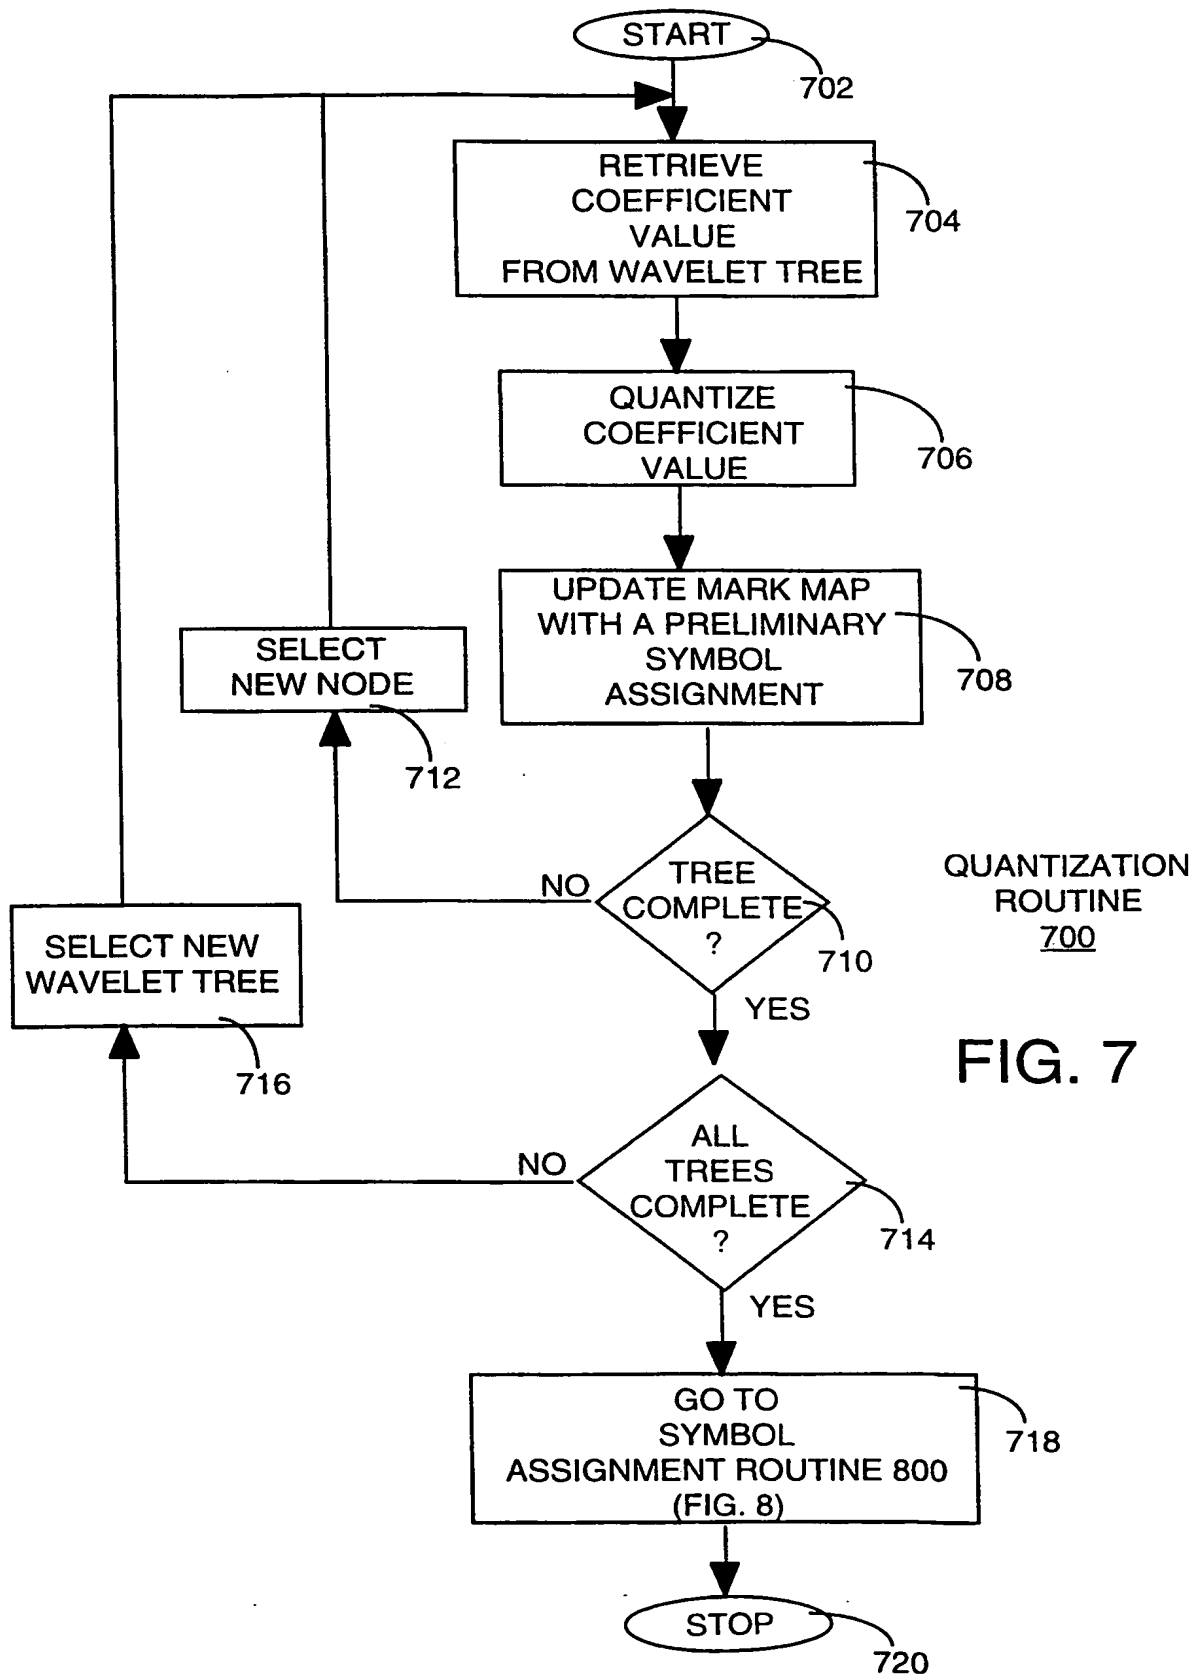 START
702
RETRIEVE
COEFFICIENT
VALUE
FROM WAVELET TREE
704
QUANTIZE
COEFFICIENT
VALUE
706
UPDATE MARK MAP
WITH A PRELIMINARY
SYMBOL
ASSIGNMENT
708
SELECT
NEW NODE
712
TREE
COMPLETE
?
710
NO
YES
QUANTIZATION
ROUTINE
700
SELECT NEW
WAVELET TREE
716
FIG. 7
ALL
TREES
COMPLETE
?
714
NO
YES
GO TO
SYMBOL
ASSIGNMENT ROUTINE 800
(FIG. 8)
718
STOP
720